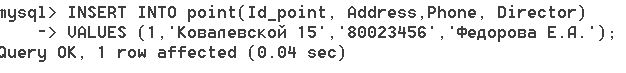 mysql> INSERT INTO point(Id_point, Address,Phone, Director)
-> VALUES (1,'Ковалевской 15','80023456','Федорова Е.А.');
Query OK, 1 row affected (0.04 sec)